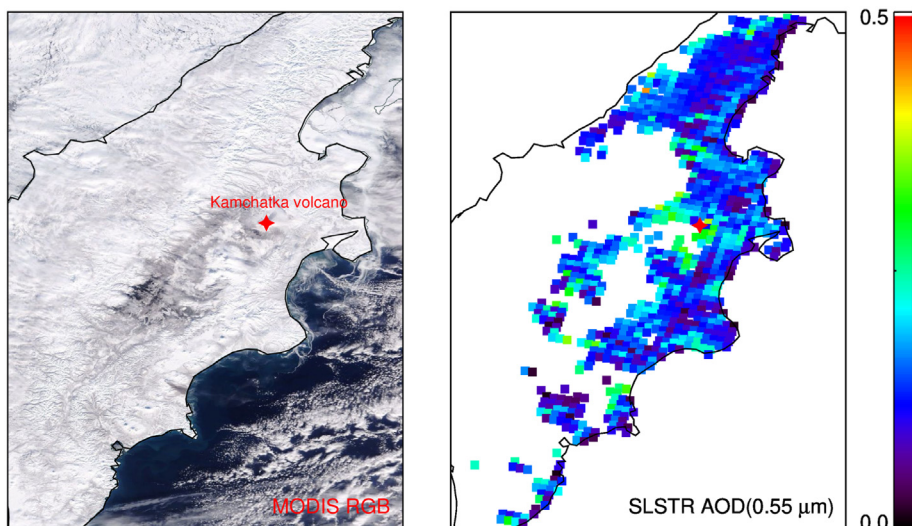 Kamchatka volcano
MODIS RGB
SLSTR AOD(0.55 μm)
0.5
0.0